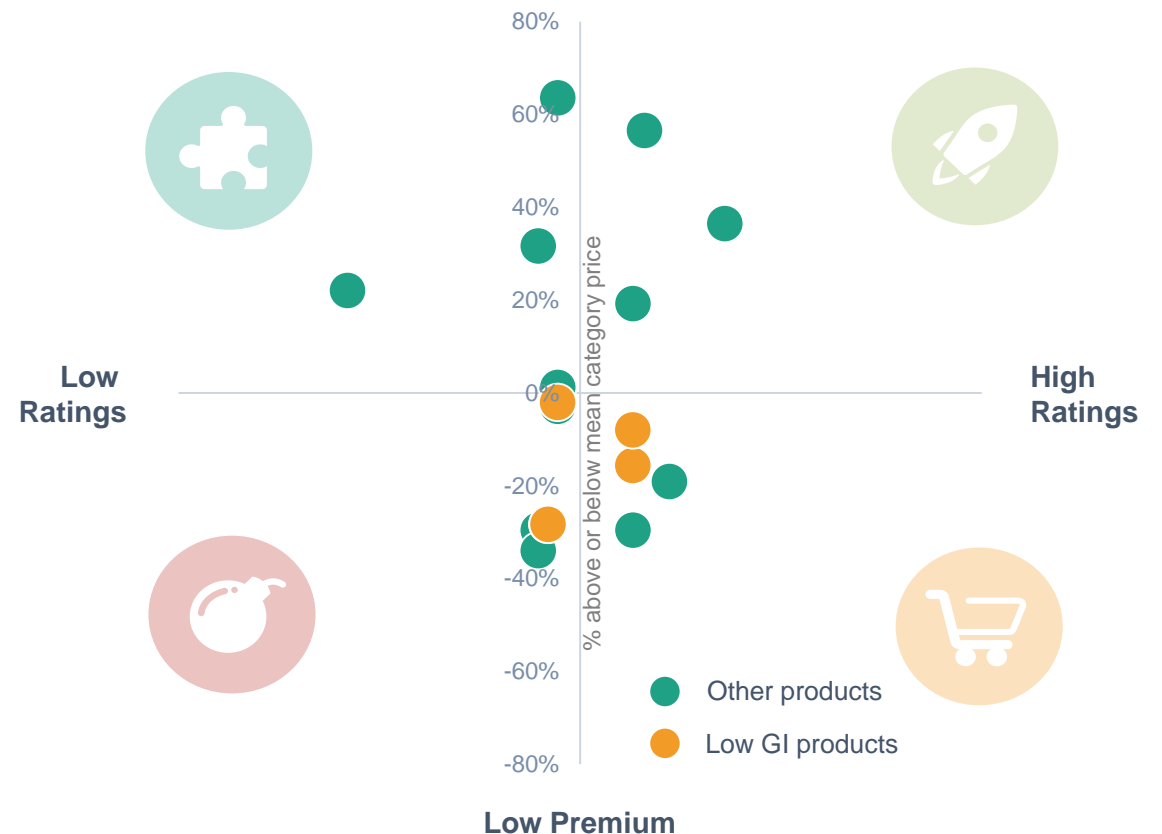 80%
60%
40%
20%
0%
-20%
-40%
-60%
-80%
% above or below mean category price
Low
Ratings
High
Ratings
Other products
Low GI products
Low Premium